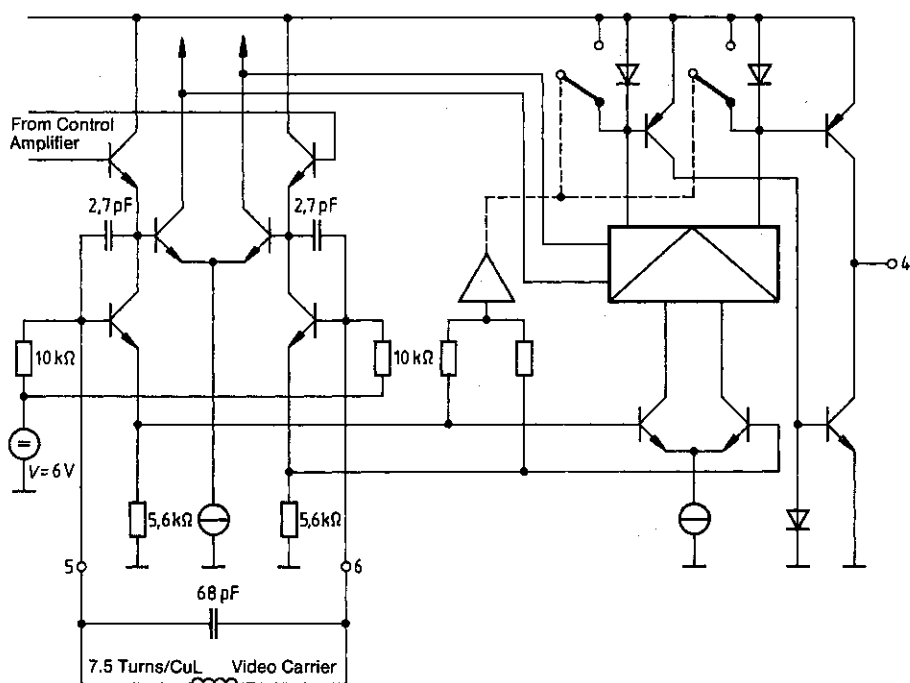 From Control
Amplifier
2,7 pF
2,7 pF
4
10 kΩ
10 kΩ
V = 6 V
5,6 kΩ
5,6 kΩ
5
6
68 pF
7.5 Turns/CuL
Video Carrier